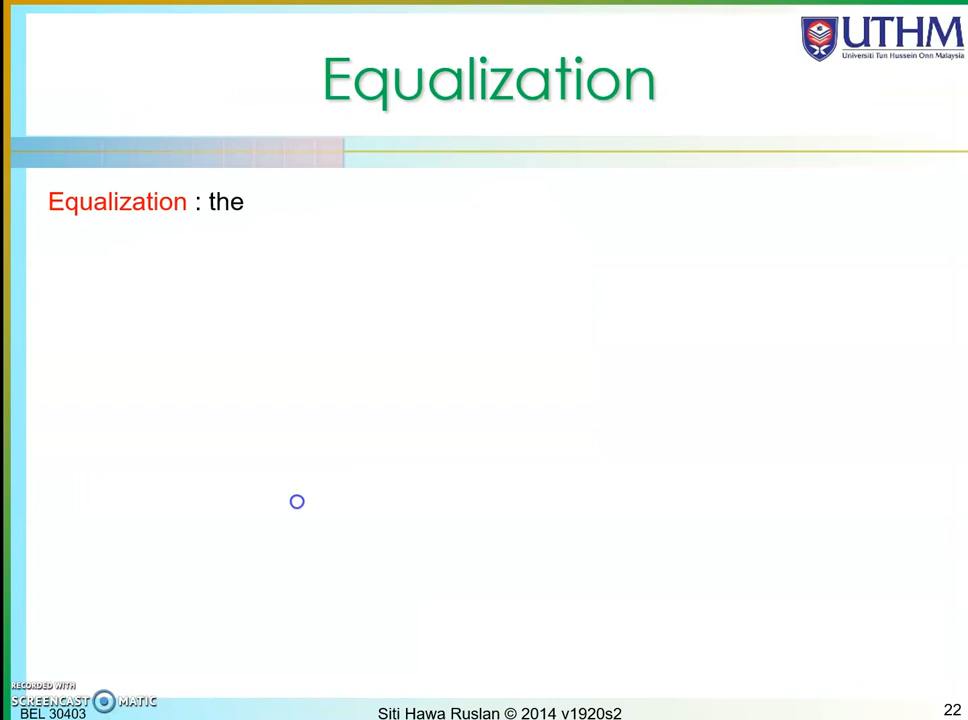 UTHM
Universiti Tun Hussein Onn Malaysia
Equalization
Equalization : the
RECORDED WITH
SCREENCAST MATIC
BEL 30403
Siti Hawa Ruslan © 2014 v1920s2
22